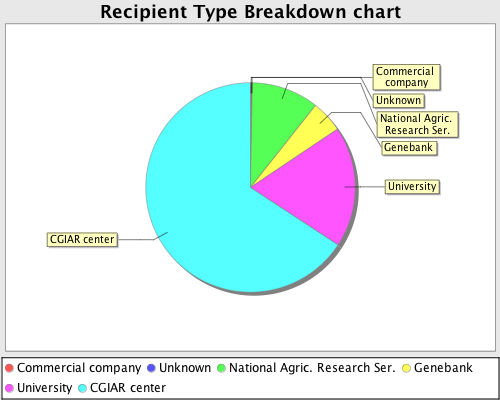 Recipient Type Breakdown chart
Commercial
company
Unknown
National Agric.
Research Ser.
Genebank
University
CGIAR center
Commercial company Unknown National Agric. Research Ser. Genebank
University CGIAR center